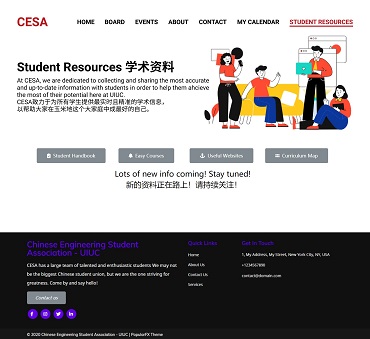 CESA
HOME BOARD EVENTS ABOUT CONTACT MY CALENDAR STUDENT RESOURCES
Student Resources 学术资料
At CESA, we are dedicated to collecting and sharing the most accurate
and up-to-date information with students in order to help them ahcieve
the most of their potential here at UIUC.
CESA致力于为所有学生提供最实时且精准的学术信息，
以帮助大家在玉米地这个大家庭中成最好的自己。
Student Handbook Easy Courses Useful Websites Curriculum Map
Lots of new info coming! Stay tuned!
新的资料正在路上！请持续关注！
Chinese Engineering Student
Association - UIUC
CESA has a large team of talented and enthusiastic students We may not
be the biggest Chinese student union, but we are the one striving for
greatness. Come by and say hello!
Contact us
Quick Links
Home
About Us
Contact Us
Services
Get In Touch
1, My Address, My Street, New York City, NY, USA
+1234567890
contact@domain.com
© 2020 Chinese Engineering Student Association - UIUC | PopularFX Theme